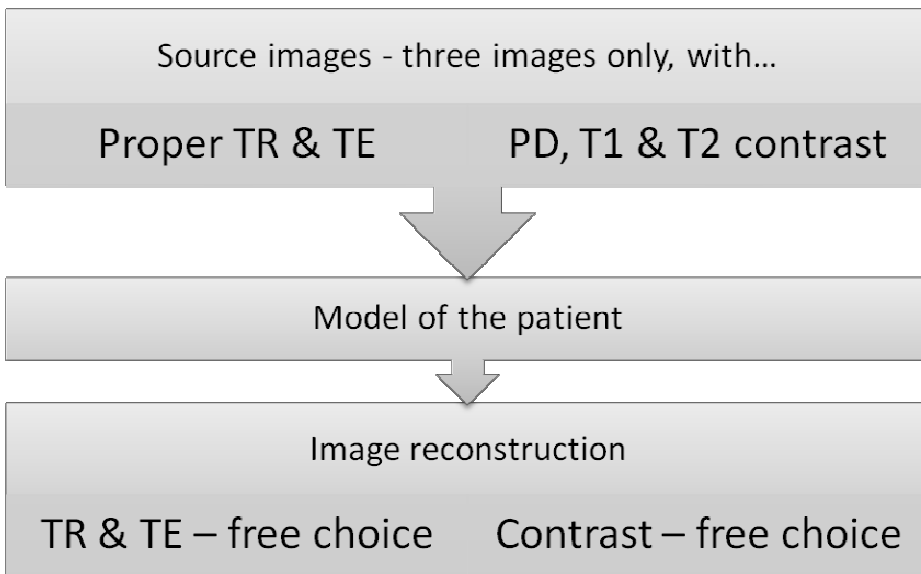 Source images - three images only, with...
Proper TR & TE
PD, T1 & T2 contrast
Model of the patient
Image reconstruction
TR & TE – free choice
Contrast – free choice